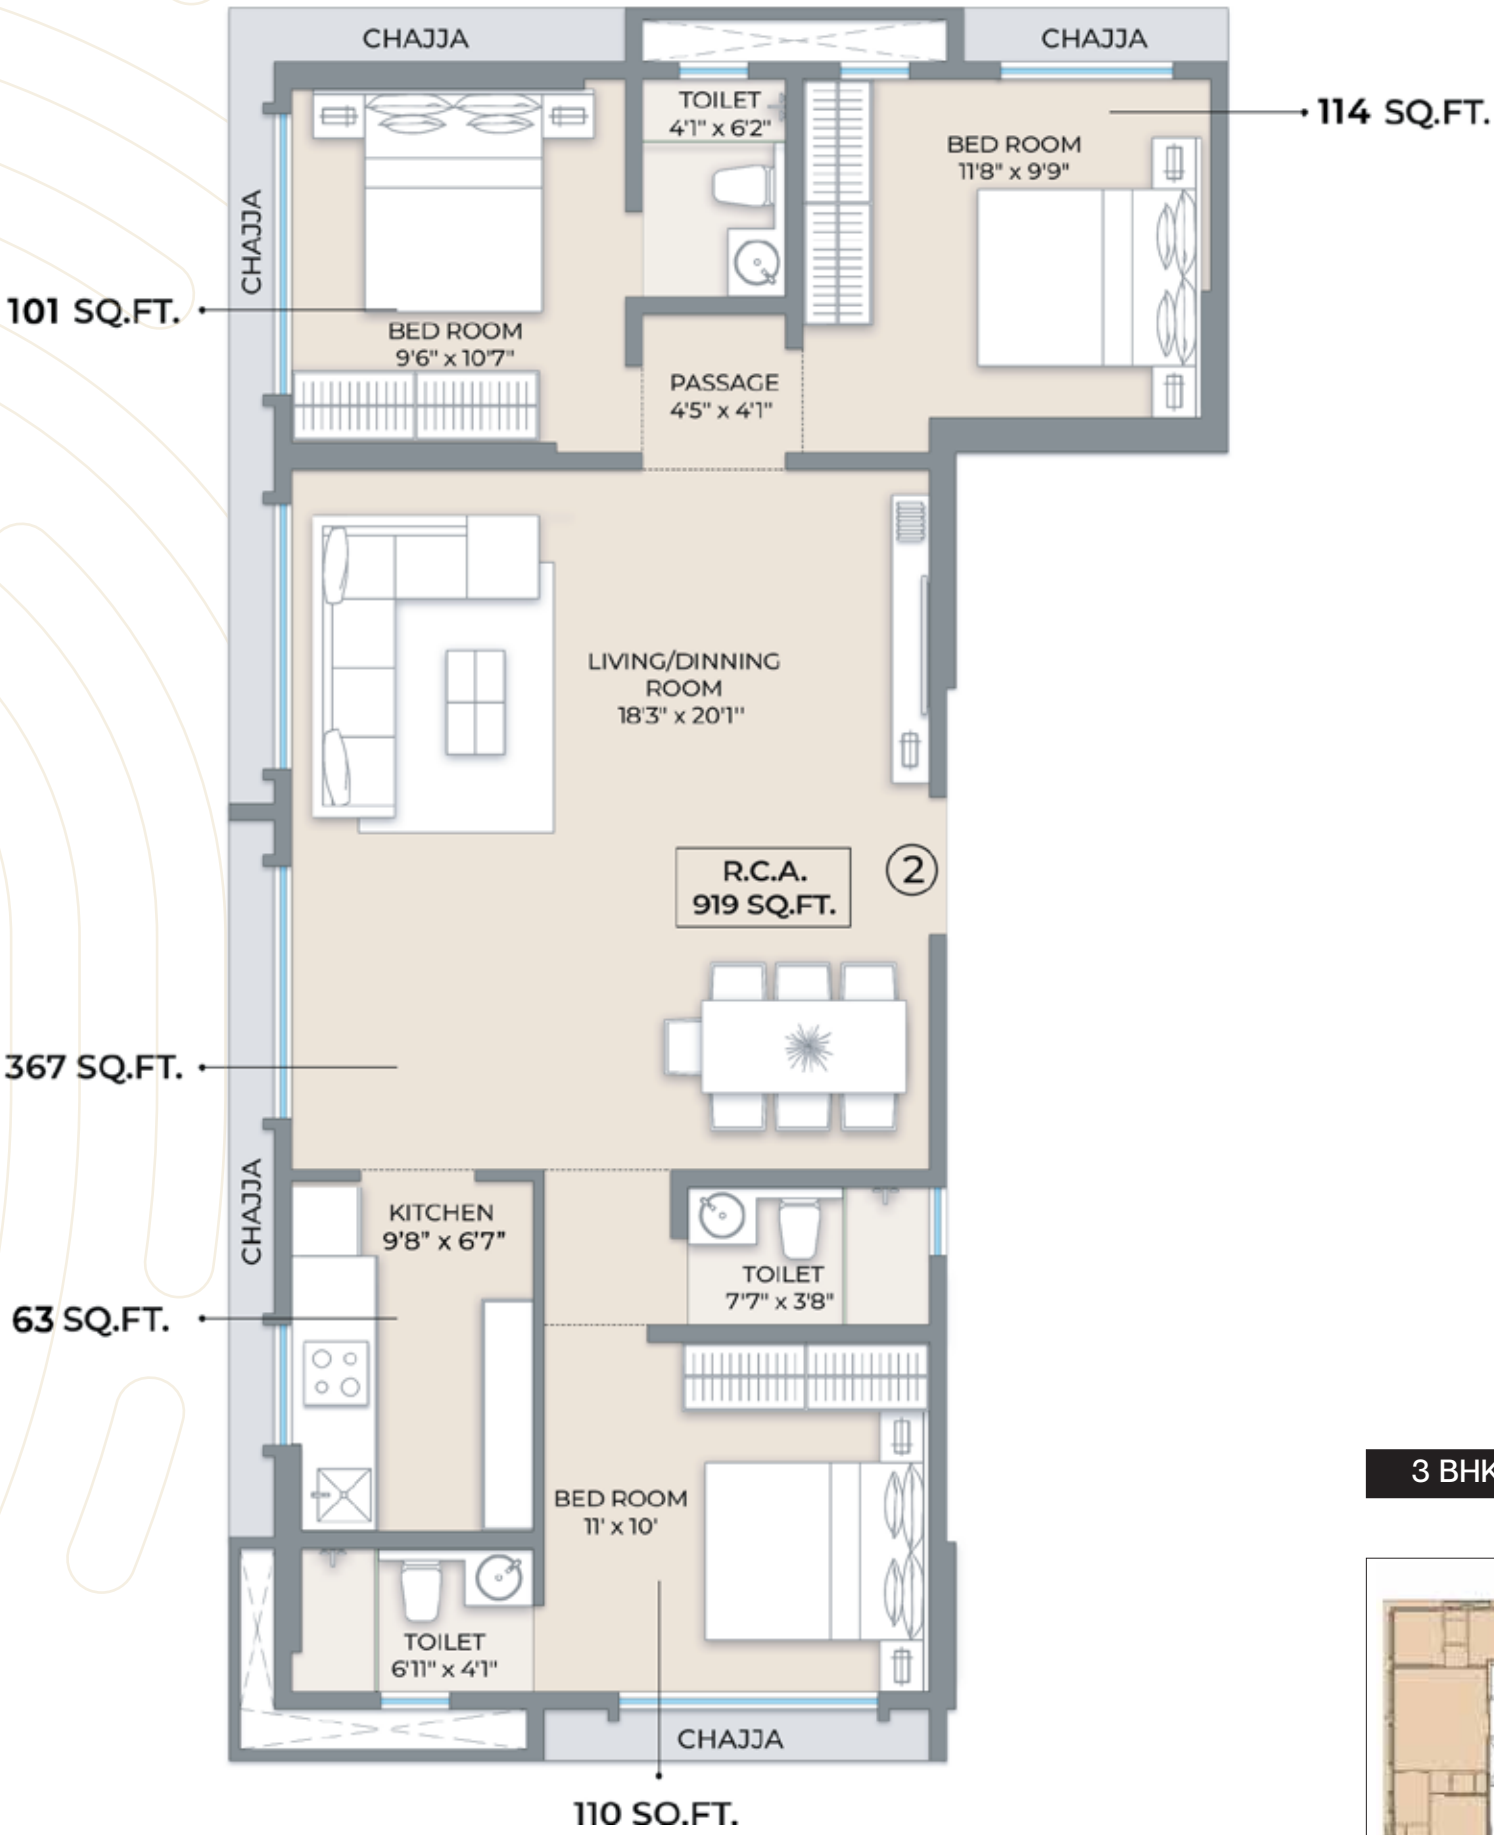 CHAJJA
CHAJJA
TOILET
4'1" x 6'2"
114 SQ.FT.
BED ROOM
11'8" x 9'9"
CHAJJA
101 SQ.FT.
BED ROOM
9'6" x 10'7"
PASSAGE
4'5" x 4'1"
LIVING/DINNING
ROOM
18'3" x 20'1"
R.C.A.
919 SQ.FT.
2
367 SQ.FT.
CHAJJA
KITCHEN
9'8" x 6'7"
TOILET
7'7" x 3'8"
63 SQ.FT.
3 BHK
BED ROOM
11' x 10'
TOILET
6'11" x 4'1"
CHAJJA
110 SQ.FT.